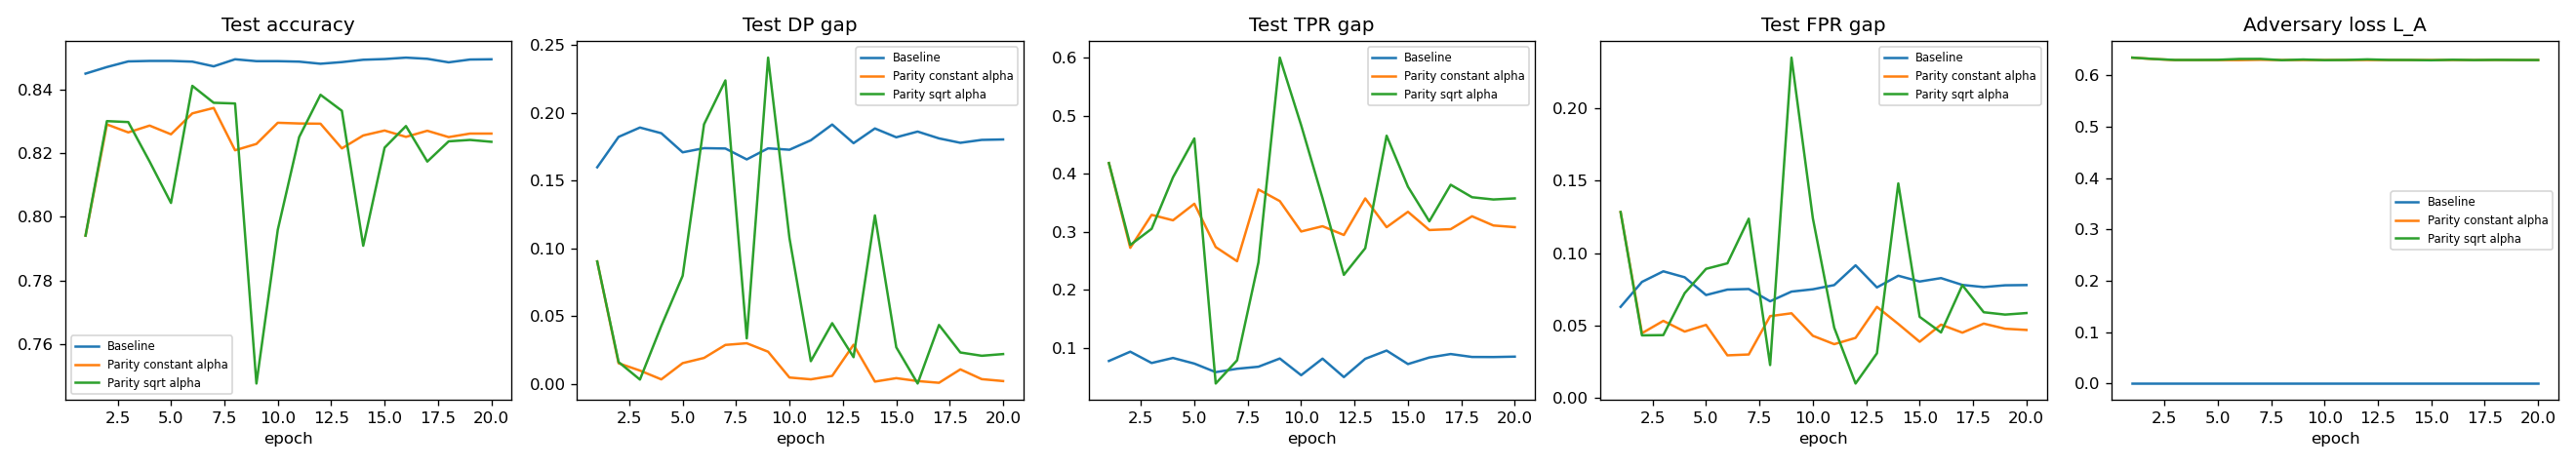 Test accuracy
0.84
0.82
0.80
0.78
0.76
Baseline
Parity constant alpha
Parity sqrt alpha
2.5 5.0 7.5 10.0 12.5 15.0 17.5 20.0
epoch
Test DP gap
0.25
0.20
0.15
0.10
0.05
0.00
Baseline
Parity constant alpha
Parity sqrt alpha
2.5 5.0 7.5 10.0 12.5 15.0 17.5 20.0
epoch
Test TPR gap
0.6
0.5
0.4
0.3
0.2
0.1
Baseline
Parity constant alpha
Parity sqrt alpha
2.5 5.0 7.5 10.0 12.5 15.0 17.5 20.0
epoch
Test FPR gap
0.20
0.15
0.10
0.05
0.00
Baseline
Parity constant alpha
Parity sqrt alpha
2.5 5.0 7.5 10.0 12.5 15.0 17.5 20.0
epoch
Adversary loss L_A
0.6
0.5
0.4
0.3
0.2
0.1
0.0
Baseline
Parity constant alpha
Parity sqrt alpha
2.5 5.0 7.5 10.0 12.5 15.0 17.5 20.0
epoch